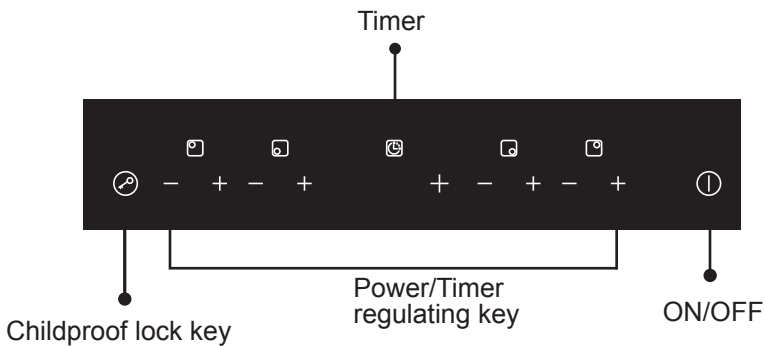 Timer
− + − + + − + − +
Power/Timer
regulating key
ON/OFF
Childproof lock key